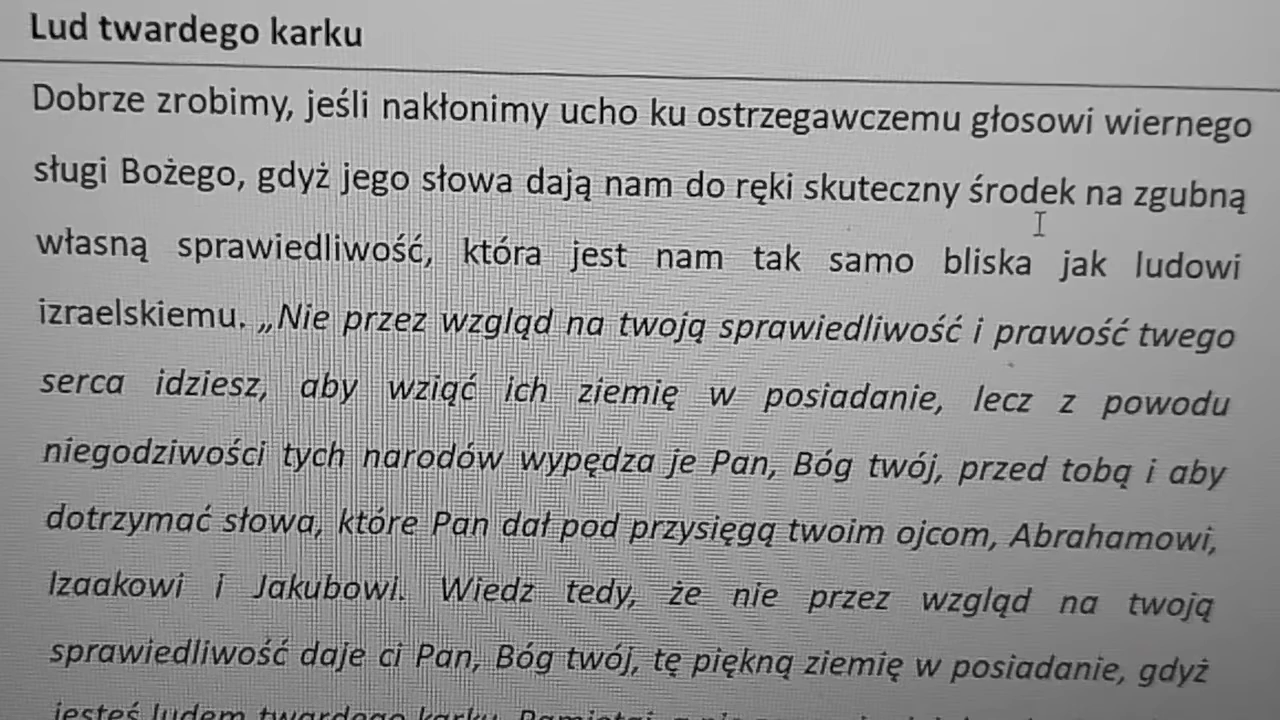 Lud twardego karku
Dobrze zrobimy, jeśli nakłonimy ucho ku ostrzegawczemu głosowi wiernego
sługi Bożego, gdyż jego słowa dają nam do ręki skuteczny środek na zgubną
własną sprawiedliwość, która jest nam tak samo bliska jak ludowi
izraelskiemu. „Nie przez wzgląd na twoją sprawiedliwość i prawość twego
serca idziesz, aby wziąć ich ziemię w posiadanie, lecz z powodu
niegodziwości tych narodów wypędza je Pan, Bóg twój, przed tobą i aby
dotrzymać słowa, które Pan dał pod przysięgą twoim ojcom, Abrahamowi,
Izaakowi i Jakubowi. Wiedz tedy, że nie przez wzgląd na twoją
sprawiedliwość daje ci Pan, Bóg twój, tę piękną ziemię w posiadanie, gdyż
jesteś ludem twardego karku. Pamiętaj,